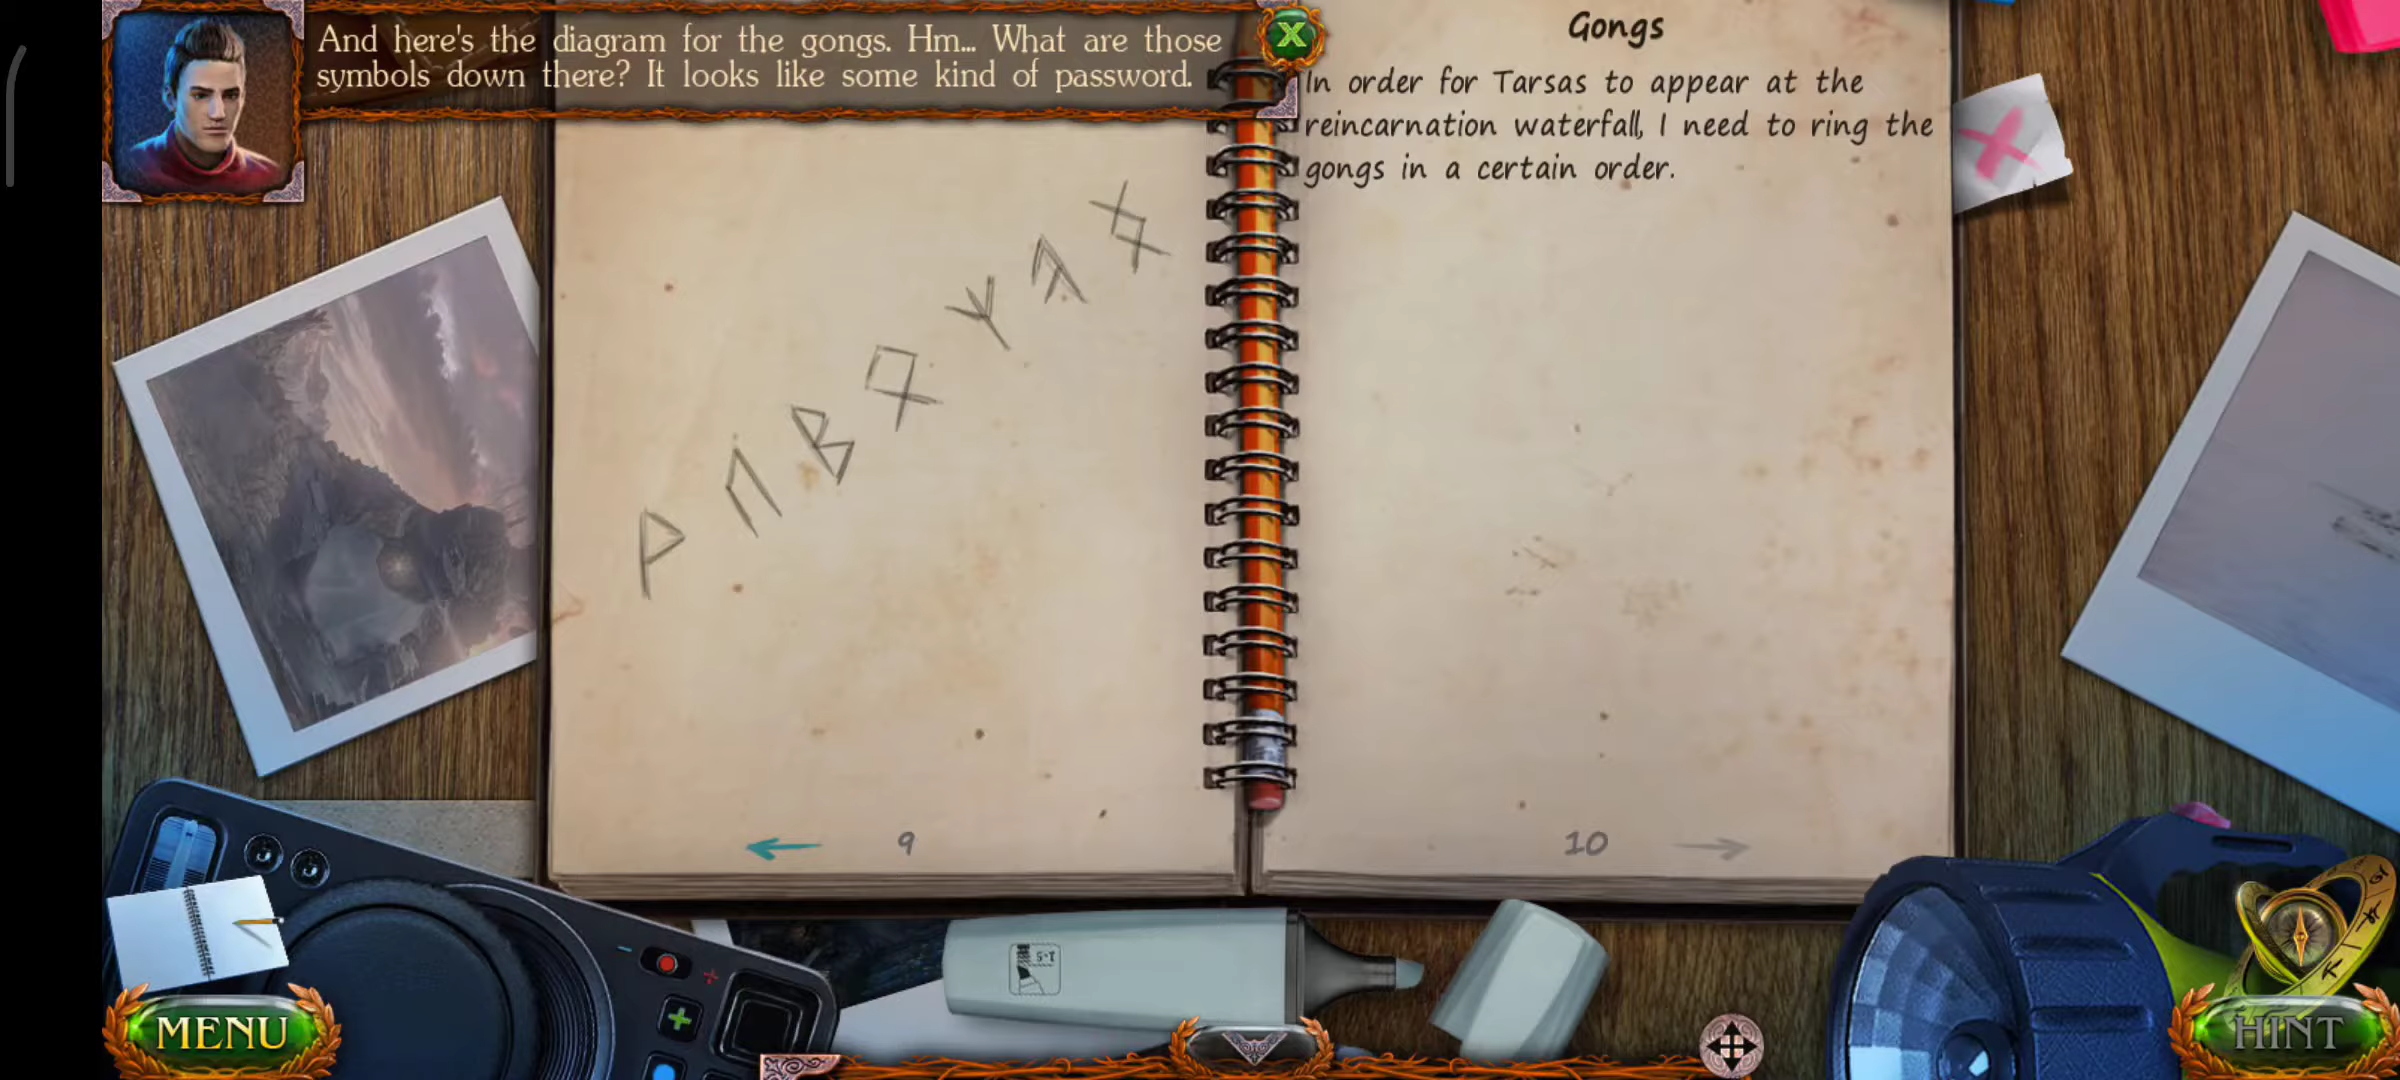 And here's the diagram for the gongs. Hm... What are those
symbols down there? It looks like some kind of password.
X
Gongs
In order for Tarsas to appear at the
reincarnation waterfall, I need to ring the
gongs in a certain order.
9
10
1-5
MENU
HINT